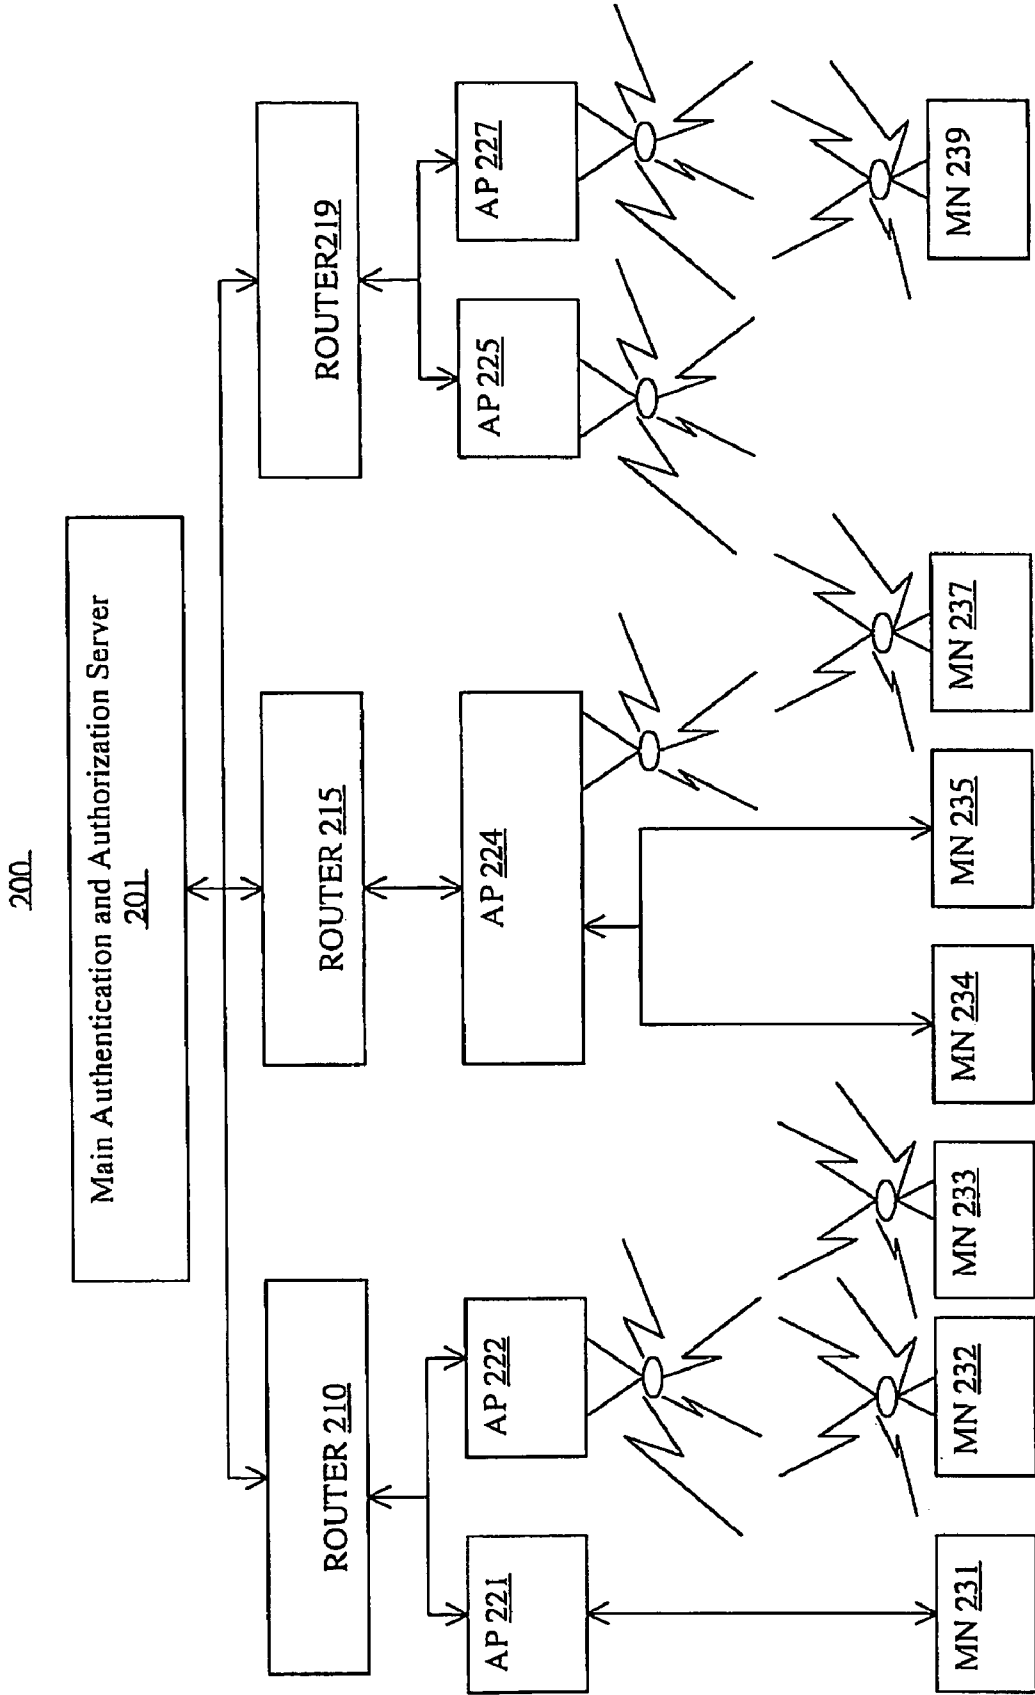 200
Main Authentication and Authorization Server
201
ROUTER 210
ROUTER 215
ROUTER219
AP 221
AP 222
AP 224
AP 225
AP 227
MN 231
MN 232
MN 233
MN 234
MN 235
MN 237
MN 239